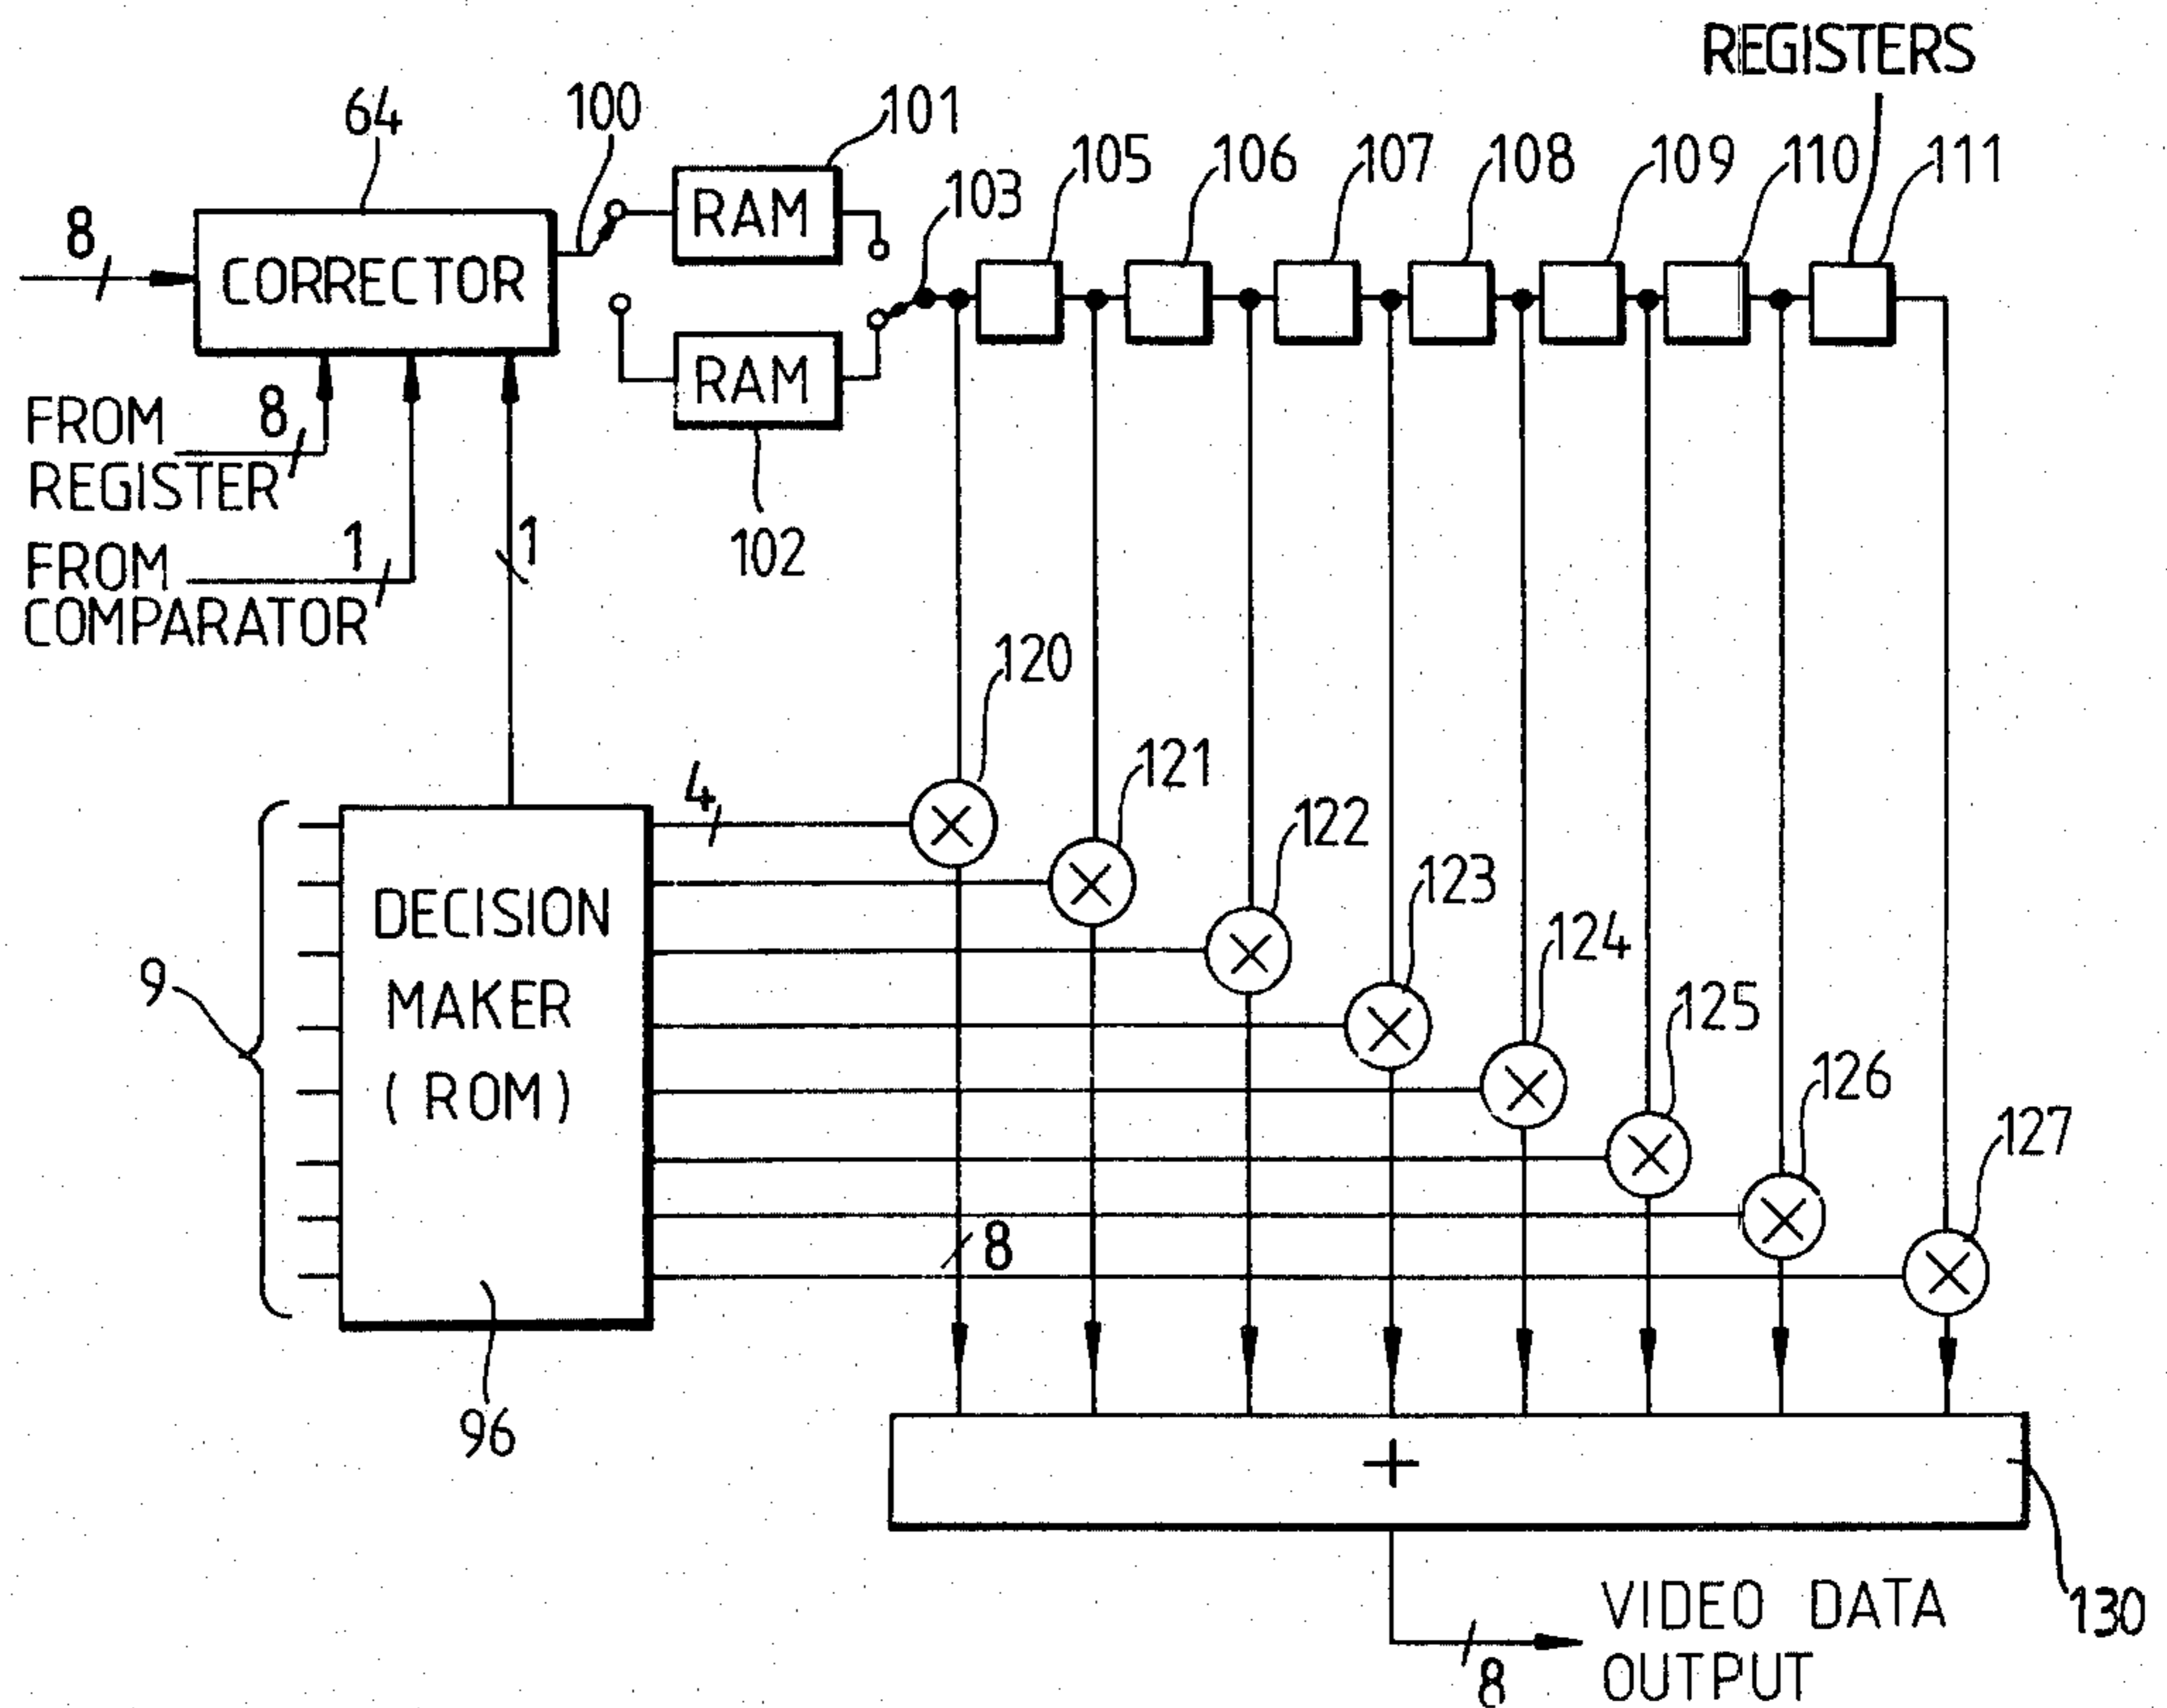 REGISTERS
64
100
101
103
105
106
107
108
109
110
111
8
CORRECTOR
RAM
RAM
102
FROM
REGISTER
8
FROM
COMPARATOR
1
1
120
121
122
123
124
125
126
127
4
9
DECISION
MAKER
(ROM)
96
8
+
130
8
VIDEO DATA
OUTPUT